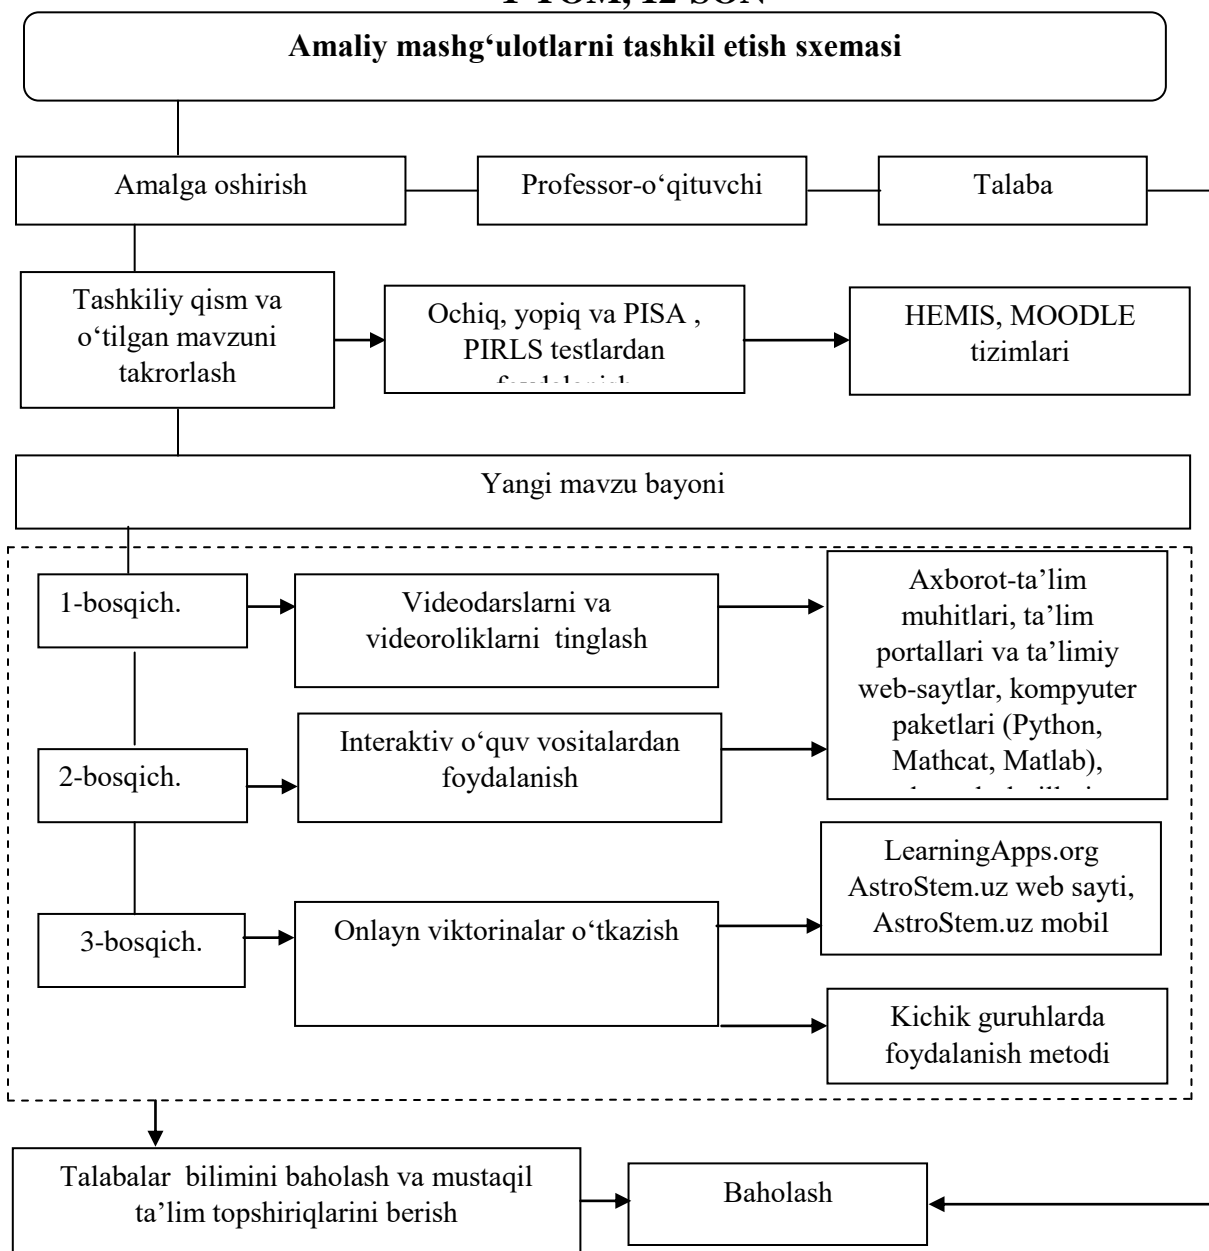 Amaliy mashg‘ulotlarni tashkil etish sxemasi
Amalga oshirish
Professor-o‘qituvchi
Talaba
Tashkiliy qism va
o‘tilgan mavzuni
takrorlash
Ochiq, yopiq va PISA ,
PIRLS testlardan
HEMIS, MOODLE
tizimlari
Yangi mavzu bayoni
1-bosqich.
Videodarslarni va
videoroliklarni tinglash
Axborot-ta’lim
muhitlari, ta’lim
portallari va ta’limiy
web-saytlar, kompyuter
paketlari (Python,
Mathcat, Matlab),
2-bosqich.
Interaktiv o‘quv vositalardan
foydalanish
3-bosqich.
Onlayn viktorinalar o‘tkazish
LearningApps.org
AstroStem.uz web sayti,
AstroStem.uz mobil
Kichik guruhlarda
foydalanish metodi
Talabalar bilimini baholash va mustaqil
ta’lim topshiriqlarini berish
Baholash